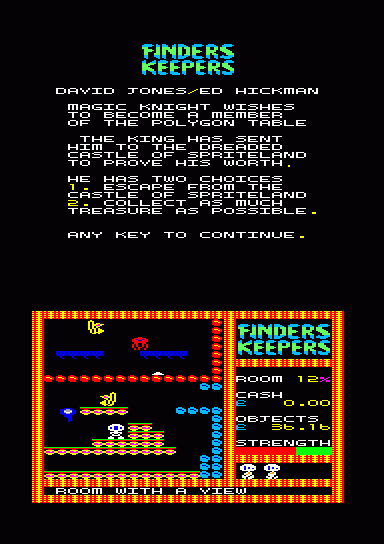 FINDERS
KEEPERS
DAVID JONES/ED HICKMAN
MAGIC KNIGHT WISHES
TO BECOME A MEMBER
OF THE POLYGON TABLE
THE KING HAS SENT
HIM TO THE DREADED
CASTLE OF SPRITELAND
TO PROVE HIS WORTH.
HE HAS TWO CHOICES
1. ESCAPE FROM THE
CASTLE OF SPRITELAND
2. COLLECT AS MUCH
TREASURE AS POSSIBLE.
ANY KEY TO CONTINUE.
FINDERS
KEEPERS
ROOM 12%
CASH
£ 0.00
OBJECTS
£ 36.16
STRENGTH
ROOM WITH A VIEW